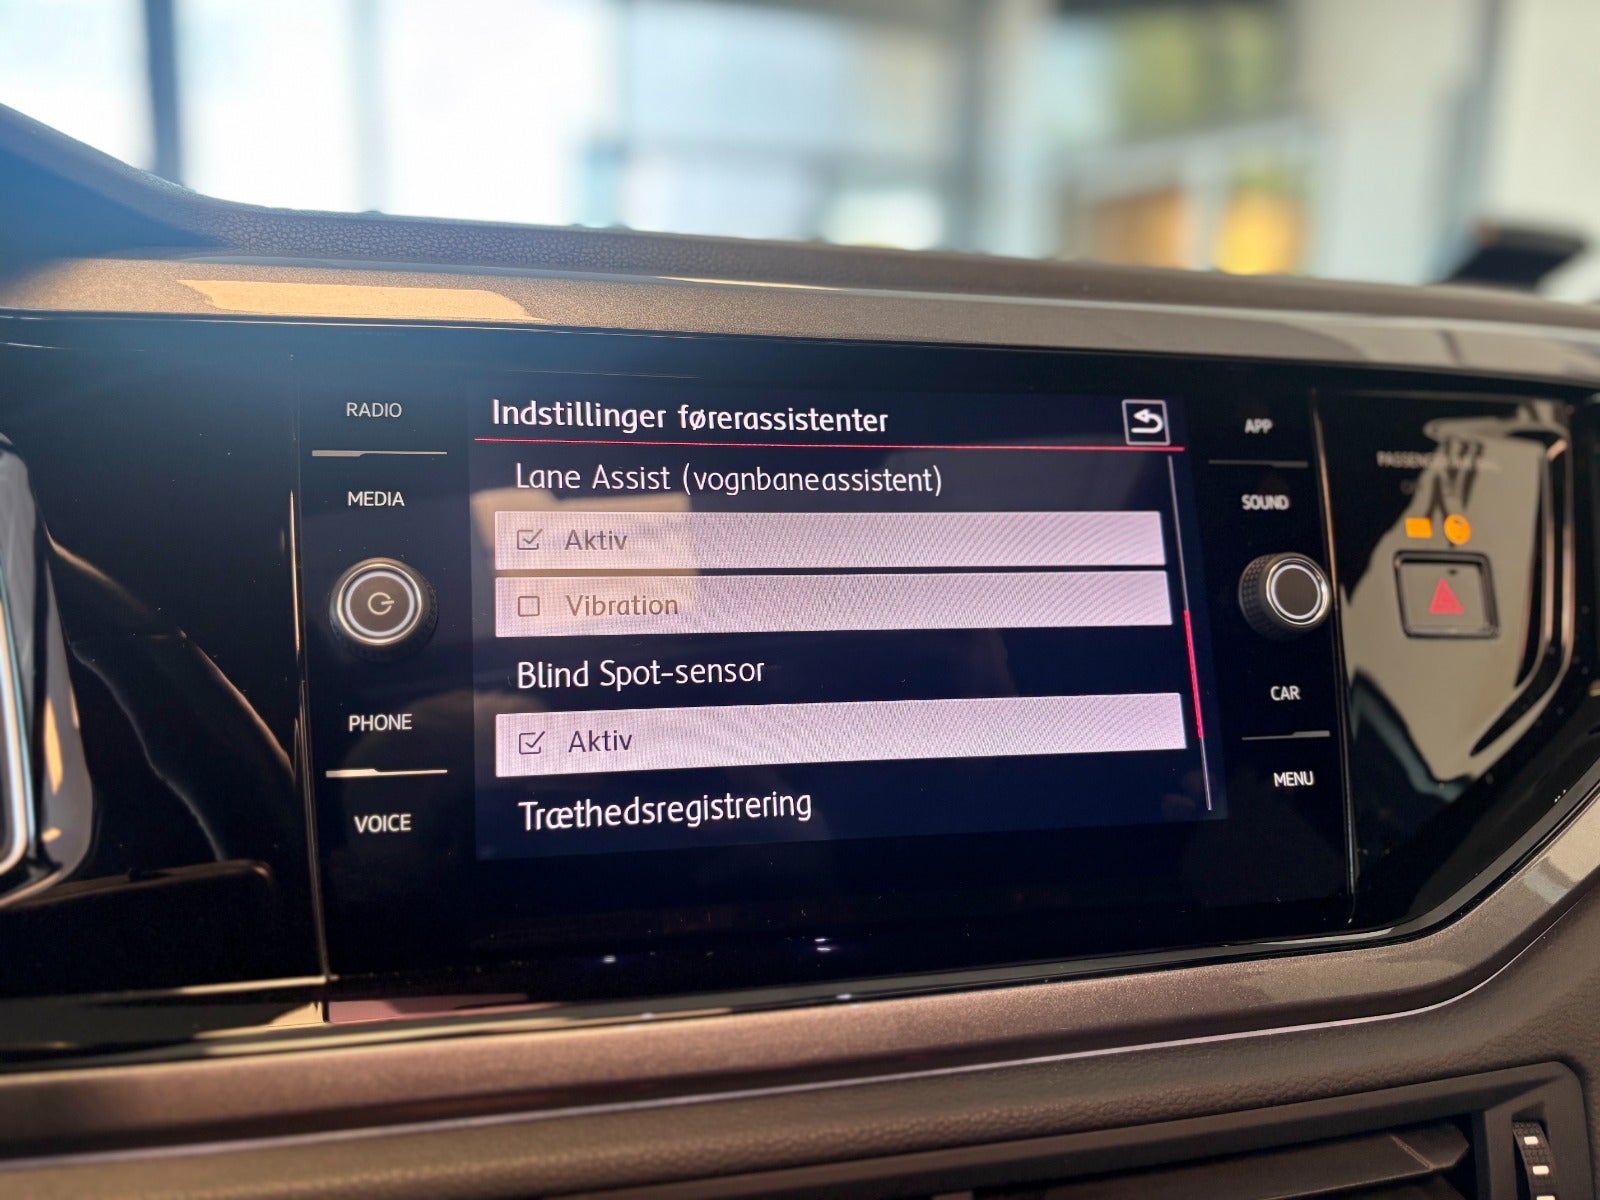 RADIO
MEDIA
PHONE
VOICE
Indstillinger førerassistenter
Lane Assist (vognbaneassistent)
Aktiv
Vibration
Blind Spot-sensor
Aktiv
Træthedsregistrering
APP
SOUND
CAR
MENU